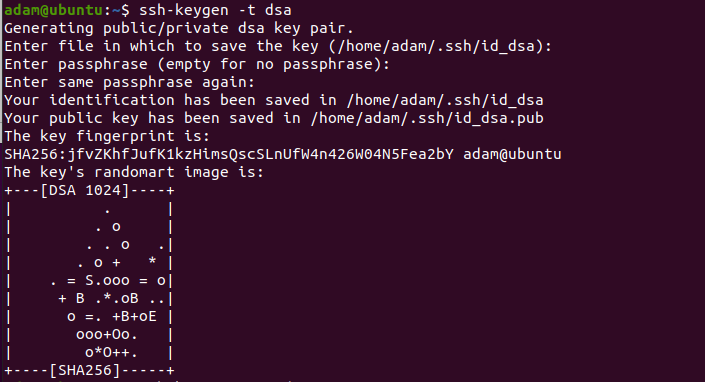 adam@ubuntu:~$ ssh-keygen -t dsa
Generating public/private dsa key pair.
Enter file in which to save the key (/home/adam/.ssh/id_dsa):
Enter passphrase (empty for no passphrase):
Enter same passphrase again:
Your identification has been saved in /home/adam/.ssh/id_dsa
Your public key has been saved in /home/adam/.ssh/id_dsa.pub
The key fingerprint is:
SHA256:jfvZKhfJufK1kzHimsQscSLnUfW4n426W04N5Fea2bY adam@ubuntu
The key's randomart image is:
+---[DSA 1024]----+
|          .      |
|         . o     |
|        . . o   .|
|       . o +   * |
|    . = S.ooo = o|
|     + B .*.oB ..|
|      o =. +B+oE |
|       ooo+Oo.   |
|        o*O++.   |
+----[SHA256]-----+